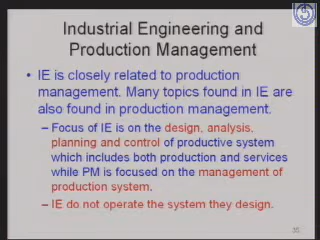 Industrial Engineering and
Production Management
• IE is closely related to production
management. Many topics found in IE are
also found in production management.
– Focus of IE is on the design, analysis,
planning and control of productive system
which includes both production and services
while PM is focused on the management of
production system.
– IE do not operate the system they design.